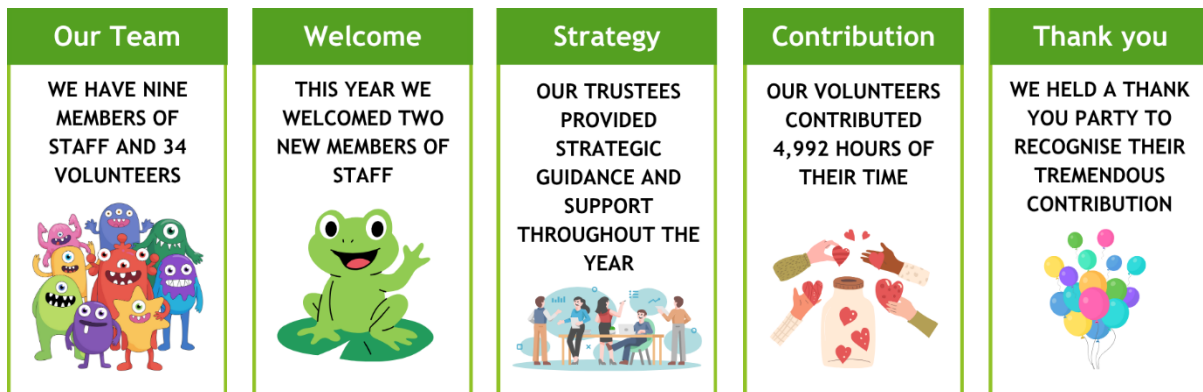 Our Team
WE HAVE NINE
MEMBERS OF
STAFF AND 34
VOLUNTEERS
Welcome
THIS YEAR WE
WELCOMED TWO
NEW MEMBERS OF
STAFF
Strategy
OUR TRUSTEES
PROVIDED
STRATEGIC
GUIDANCE AND
SUPPORT
THROUGHOUT THE
YEAR
Contribution
OUR VOLUNTEERS
CONTRIBUTED
4,992 HOURS OF
THEIR TIME
Thank you
WE HELD A THANK
YOU PARTY TO
RECOGNISE THEIR
TREMENDOUS
CONTRIBUTION